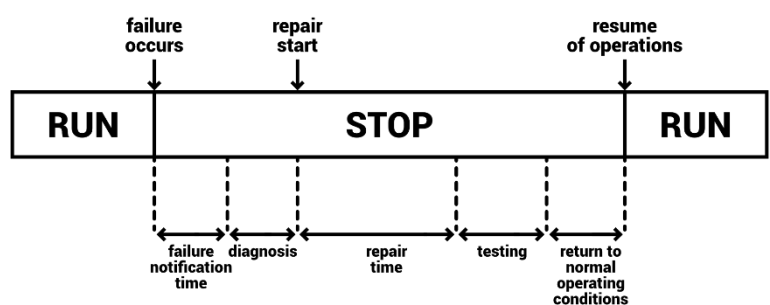 failure
occurs
repair
start
resume
of operations
RUN
STOP
RUN
failure
notification
time
diagnosis
repair
time
testing
return to
normal
operating
conditions